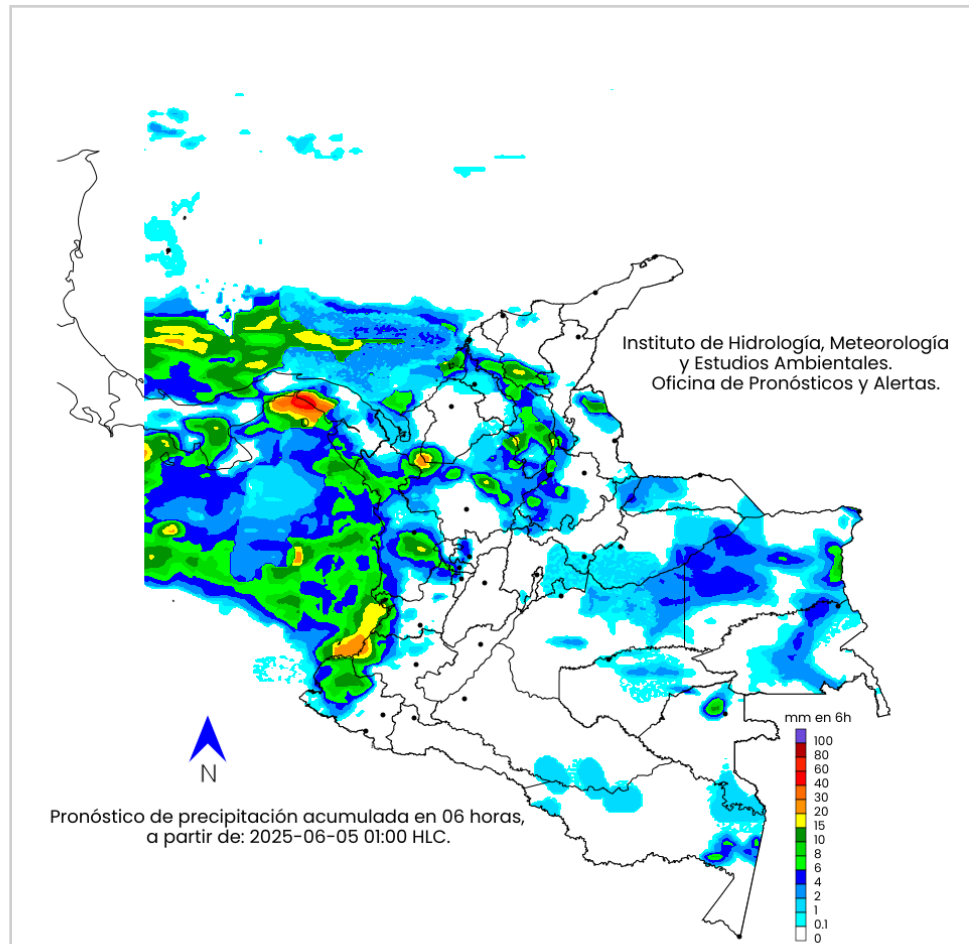 Instituto de Hidrología, Meteorología
y Estudios Ambientales.
Oficina de Pronósticos y Alertas.
N
Pronóstico de precipitación acumulada en 06 horas,
a partir de: 2025-06-05 01:00 HLC.
mm en 6h
100
80
60
40
30
20
15
10
8
6
4
2
1
0.1
0